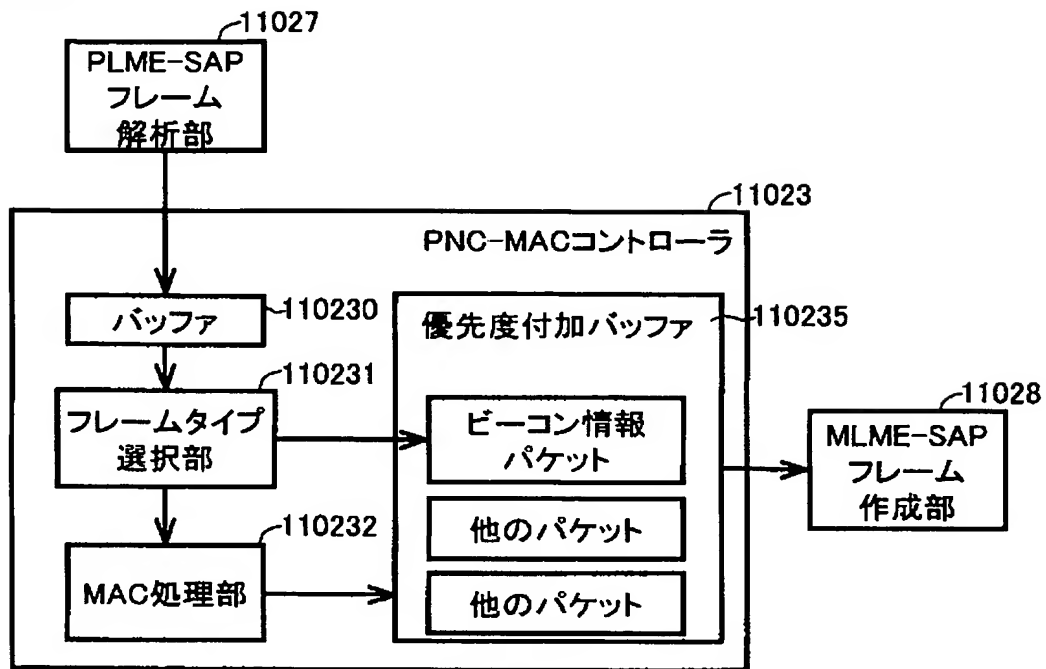 11027
PLME-SAP
フレーム
解析部
11023
PNC-MACコントローラ
バッファ
110230
優先度付加バッファ
110235
110231
フレームタイプ
選択部
ビーコン情報
パケット
11028
MLME-SAP
フレーム
作成部
110232
MAC処理部
他のパケット
他のパケット